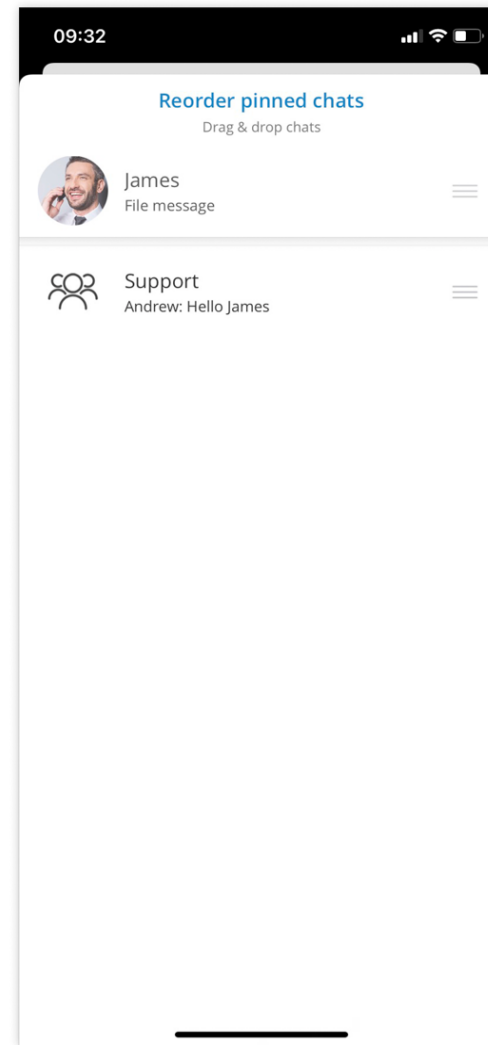 09:32
Reorder pinned chats
Drag & drop chats
James
File message
Support
Andrew: Hello James